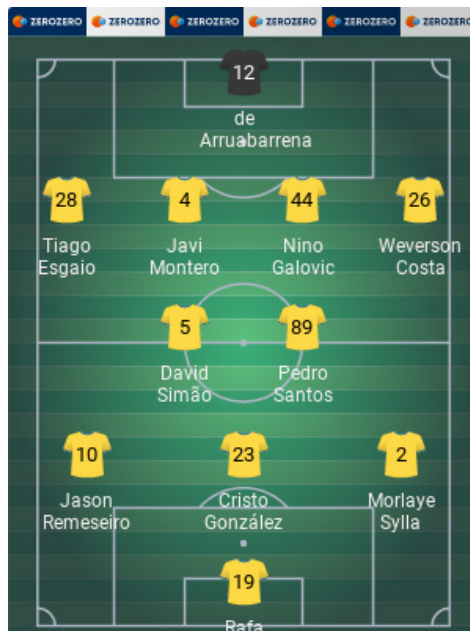 ZEROZERO ZEROZERO ZEROZERO ZEROZERO ZEROZERO ZEROZERO
12
de
Arruabarrena
28 4 44 26
Tiago Javi Nino Weverson
Esgaio Montero Galovic Costa
5 89
David Pedro
Simão Santos
10 23 2
Jason Cristo Morlaye
Remeseiro González Sylla
19
Rafa